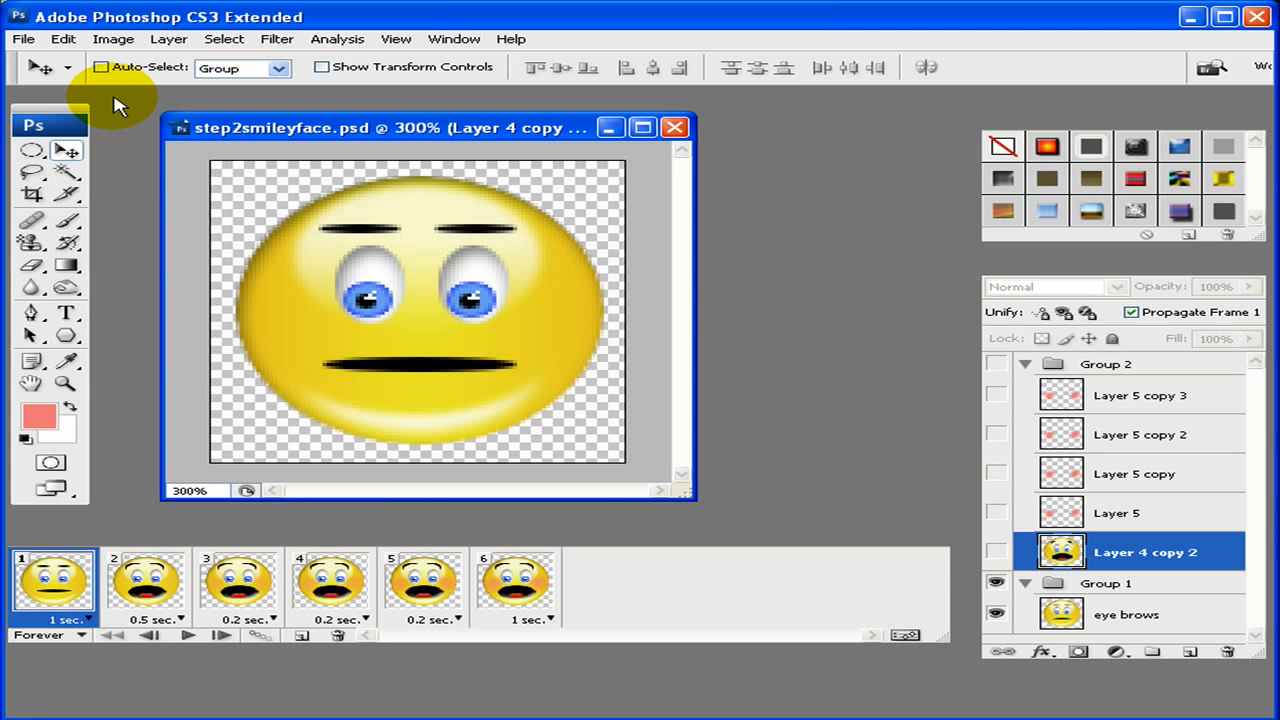 Ps Adobe Photoshop CS3 Extended
File Edit Image Layer Select Filter Analysis View Window Help
Auto-Select: Group Show Transform Controls Br Wo
Ps
step2smileyface.psd @ 300% (Layer 4 copy ...
T
300%
Normal Opacity: 100%
Unify: Propagate Frame 1
Lock: Fill: 100%
Group 2
Layer 5 copy 3
Layer 5 copy 2
Layer 5 copy
Layer 5
Layer 4 copy 2
Group 1
eye brows
fx
1 2 3 4 5 6
1 sec. 0.5 sec. 0.2 sec. 0.2 sec. 0.2 sec. 1 sec.
Forever